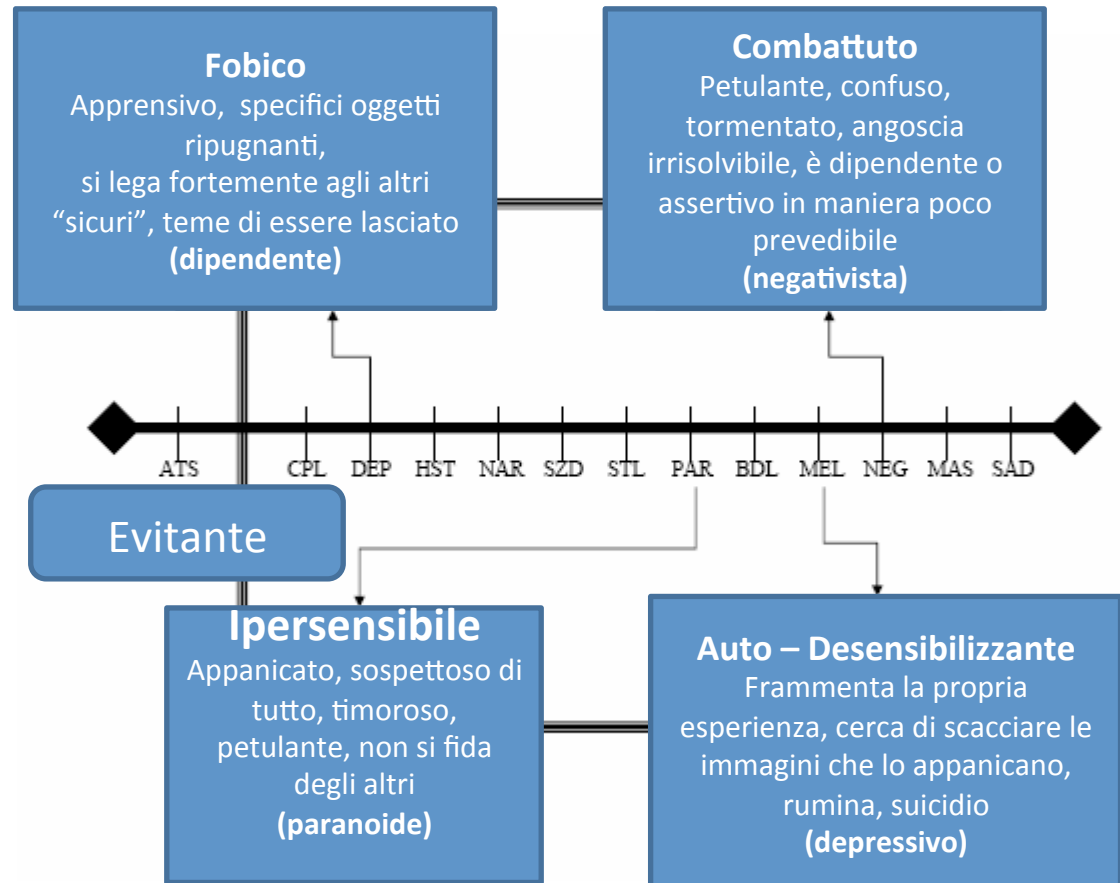 Fobico
Apprensivo, specifici oggetti
ripugnanti,
si lega fortemente agli altri
“sicuri”, teme di essere lasciato
(dipendente)
Combattuto
Petulante, confuso,
tormentato, angoscia
irrisolvibile, è dipendente o
assertivo in maniera poco
prevedibile
(negativista)
ATS CPL DEP HST NAR SZD STL PAR BDL MEL NEG MAS SAD
Evitante
Ipersensibile
Appanicato, sospettoso di
tutto, timoroso,
petulante, non si fida
degli altri
(paranoide)
Auto – Desensibilizzante
Frammenta la propria
esperienza, cerca di scacciare le
immagini che lo appanicano,
rumina, suicidio
(depressivo)